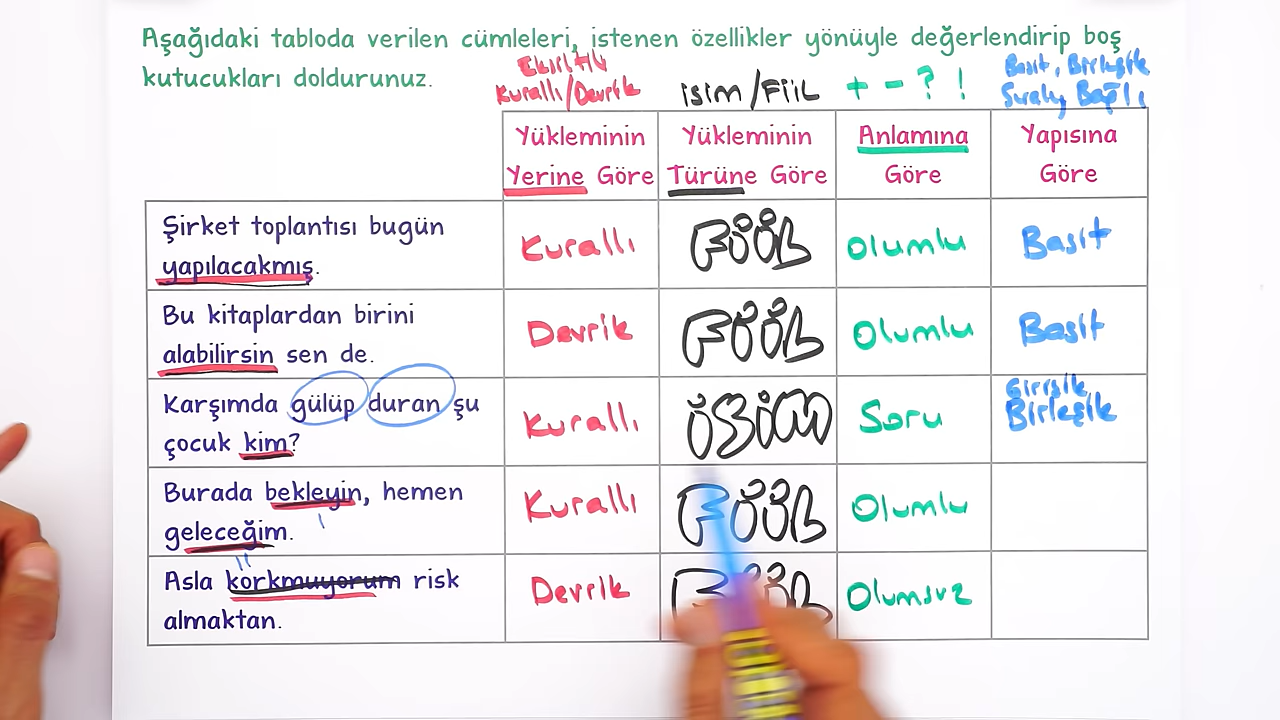 Aşağıdaki tabloda verilen cümleleri, istenen özellikler yönüyle değerlendirip boş
kutucukları doldurunuz.
Eksiltili
Kurallı/Devrik
isim/Fiil
+ - ? !
Basit, Birleşik
Sıralı, Bağlı
Yükleminin
Yerine Göre
Yükleminin
Türüne Göre
Anlamına
Göre
Yapısına
Göre
Şirket toplantısı bugün
yapılacakmış.
Kurallı
Fiil
Olumlu
Basit
Bu kitaplardan birini
alabilirsin sen de.
Devrik
Fiil
Olumlu
Basit
Karşımda gülüp duran şu
çocuk kim?
Kurallı
isim
Soru
Girişik
Birleşik
Burada bekleyin, hemen
geleceğim.
I
II
Kurallı
Fiil
Olumlu
Asla korkmuyorum risk
almaktan.
Devrik
Olumsuz